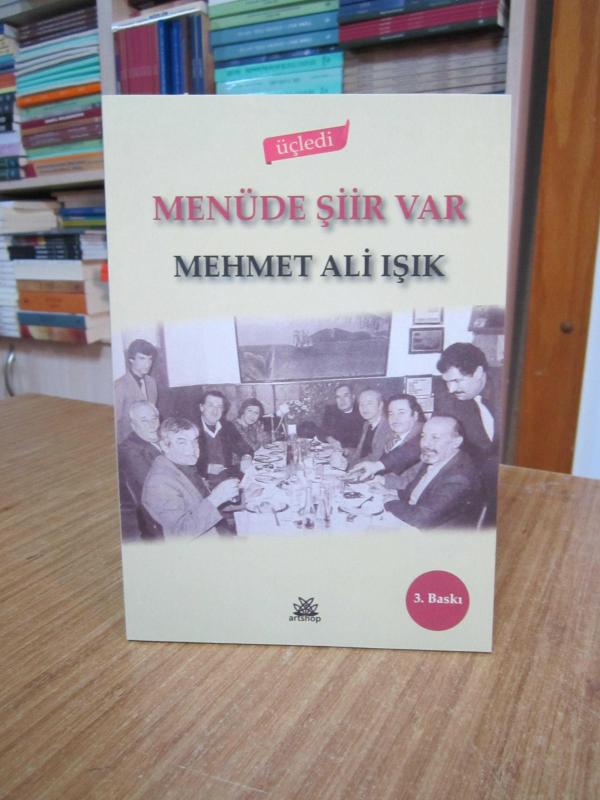 üçledi
MENÜDE ŞİİR VAR
MEHMET ALİ IŞIK
3. Baskı
artshop